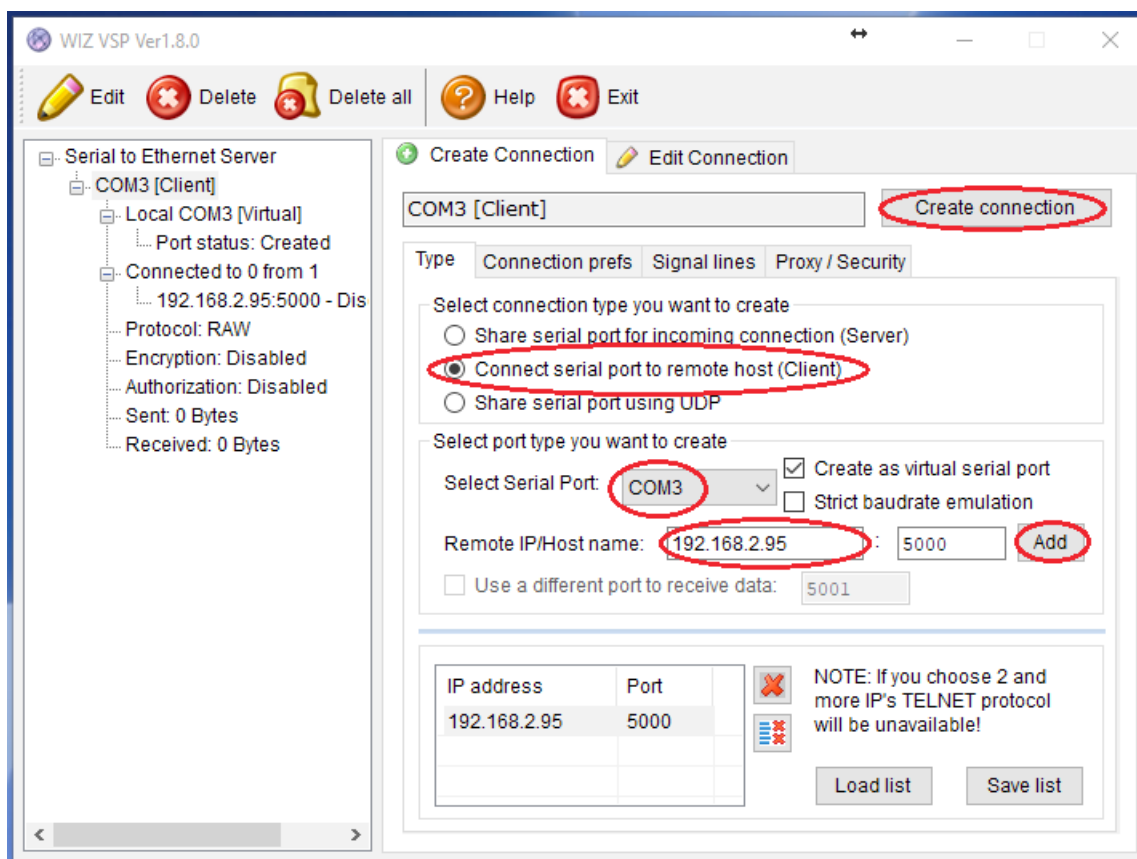 WIZ VSP Ver1.8.0
Edit Delete Delete all Help Exit
Serial to Ethernet Server
COM3 [Client]
Local COM3 [Virtual]
Port status: Created
Connected to 0 from 1
192.168.2.95:5000 - Dis
Protocol: RAW
Encryption: Disabled
Authorization: Disabled
Sent: 0 Bytes
Received: 0 Bytes
Create Connection Edit Connection
COM3 [Client] Create connection
Type Connection prefs Signal lines Proxy / Security
Select connection type you want to create
Share serial port for incoming connection (Server)
Connect serial port to remote host (Client)
Share serial port using UDP
Select port type you want to create
Select Serial Port: COM3 Create as virtual serial port
Strict baudrate emulation
Remote IP/Host name: 192.168.2.95 : 5000 Add
Use a different port to receive data: 5001
IP address Port
192.168.2.95 5000
NOTE: If you choose 2 and
more IP's TELNET protocol
will be unavailable!
Load list Save list